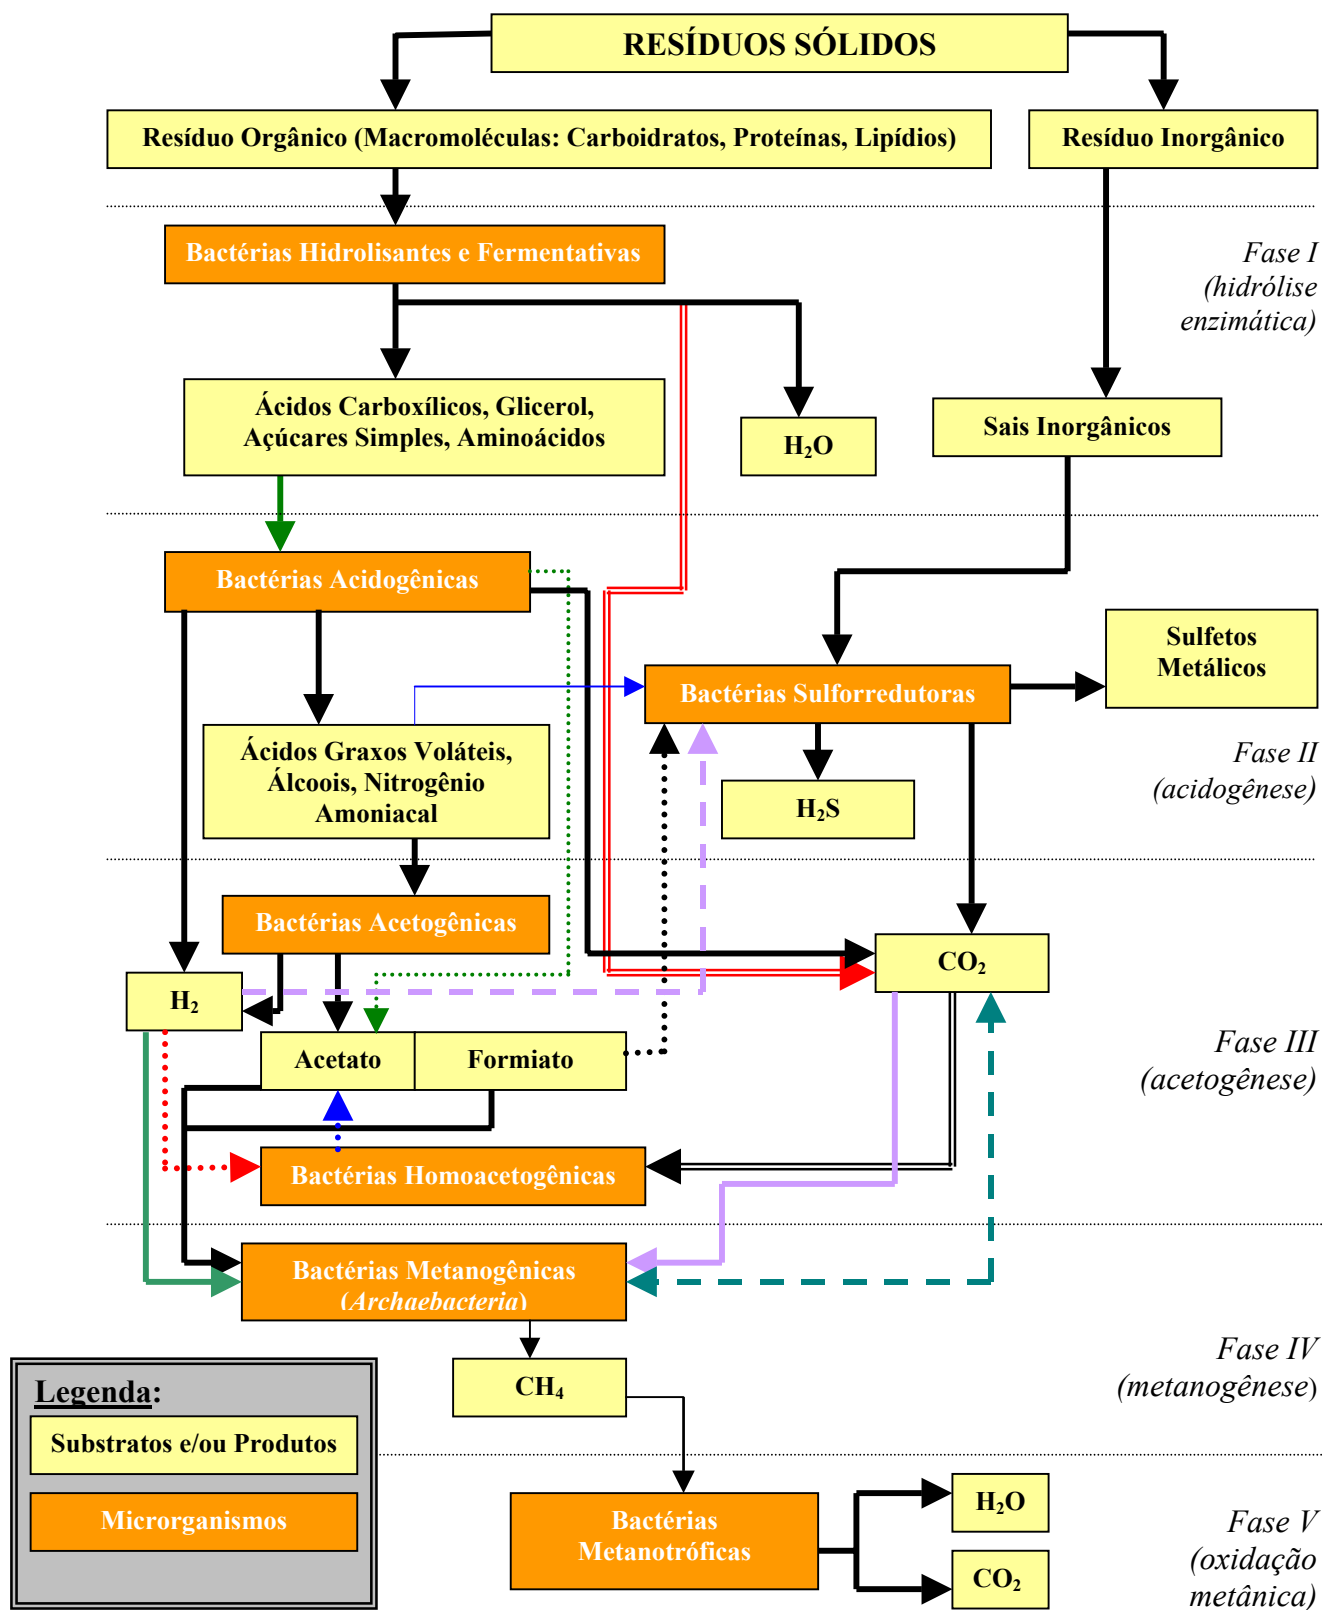 RESÍDUOS SÓLIDOS
Resíduo Orgânico (Macromoléculas: Carboidratos, Proteínas, Lipídios)
Resíduo Inorgânico
Bactérias Hidrolisantes e Fermentativas
Fase I
(hidrólise
enzimática)
Ácidos Carboxílicos, Glicerol,
Açúcares Simples, Aminoácidos
H₂O
Sais Inorgânicos
Bactérias Acidogênicas
Sulfetos
Metálicos
Bactérias Sulforredutoras
Ácidos Graxos Voláteis,
Álcoois, Nitrogênio
Amoniacal
H₂S
Fase II
(acidogênese)
Bactérias Acetogênicas
CO₂
H₂
Acetato
Formiato
Fase III
(acetogênese)
Bactérias Homoacetogênicas
Bactérias Metanogênicas
(Archaebacteria)
CH₄
Fase IV
(metanogênese)
Legenda:
Substratos e/ou Produtos
Microrganismos
Bactérias
Metanotróficas
H₂O
CO₂
Fase V
(oxidação
metânica)